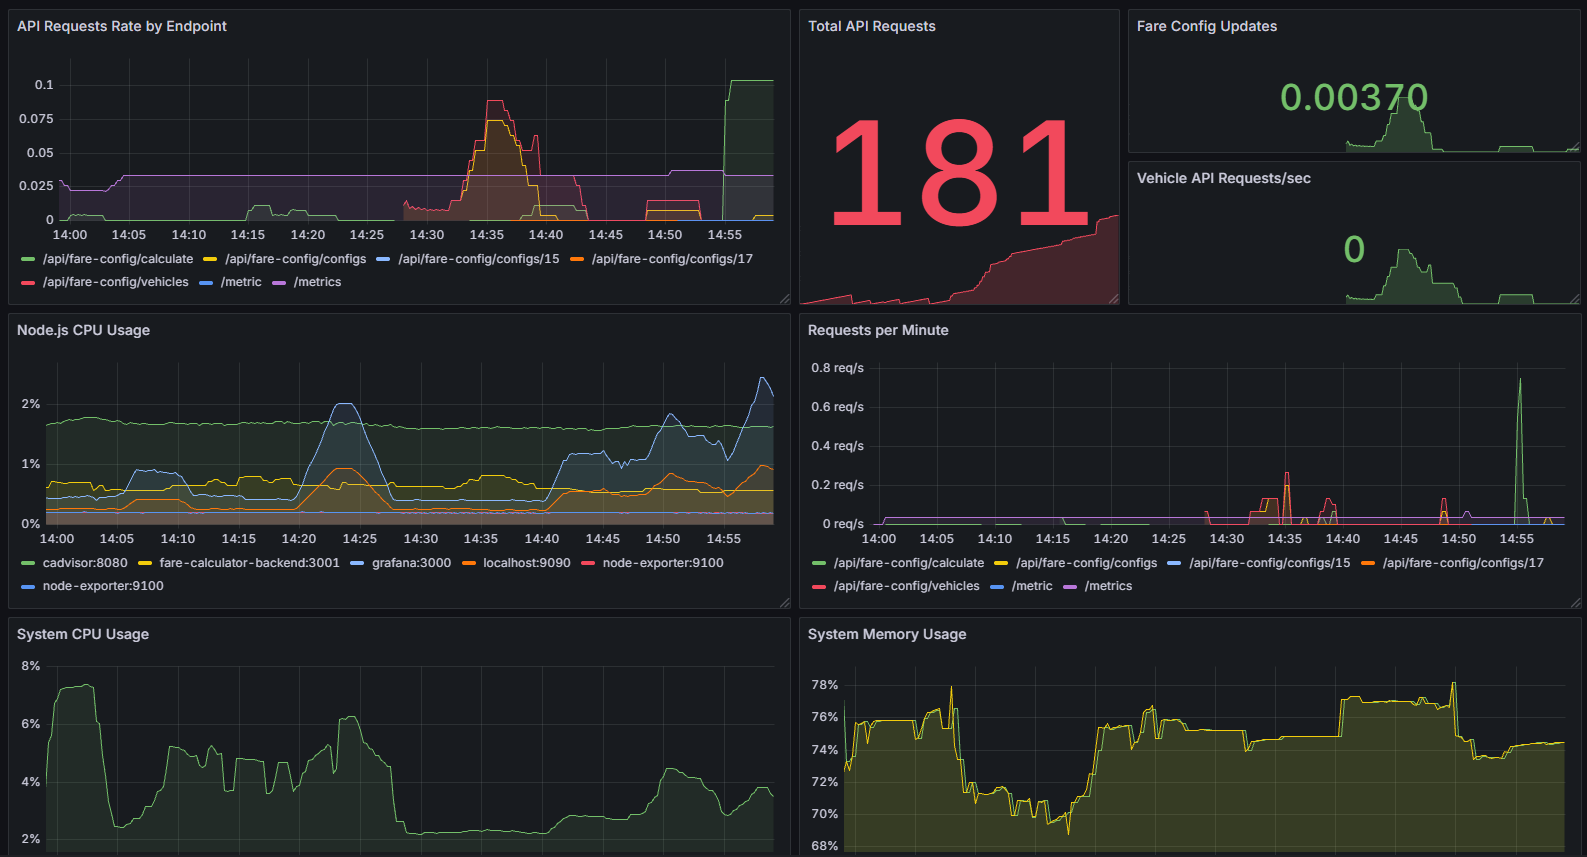 API Requests Rate by Endpoint
0.1
0.075
0.05
0.025
0
14:00 14:05 14:10 14:15 14:20 14:25 14:30 14:35 14:40 14:45 14:50 14:55
/api/fare-config/calculate /api/fare-config/configs /api/fare-config/configs/15 /api/fare-config/configs/17
/api/fare-config/vehicles /metric /metrics
Total API Requests
181
Fare Config Updates
0.00370
Vehicle API Requests/sec
0
Node.js CPU Usage
2%
1%
0%
14:00 14:05 14:10 14:15 14:20 14:25 14:30 14:35 14:40 14:45 14:50 14:55
cadvisor:8080 fare-calculator-backend:3001 grafana:3000 localhost:9090 node-exporter:9100
node-exporter:9100
Requests per Minute
0.8 req/s
0.6 req/s
0.4 req/s
0.2 req/s
0 req/s
14:00 14:05 14:10 14:15 14:20 14:25 14:30 14:35 14:40 14:45 14:50 14:55
/api/fare-config/calculate /api/fare-config/configs /api/fare-config/configs/15 /api/fare-config/configs/17
/api/fare-config/vehicles /metric /metrics
System CPU Usage
8%
6%
4%
2%
System Memory Usage
78%
76%
74%
72%
70%
68%